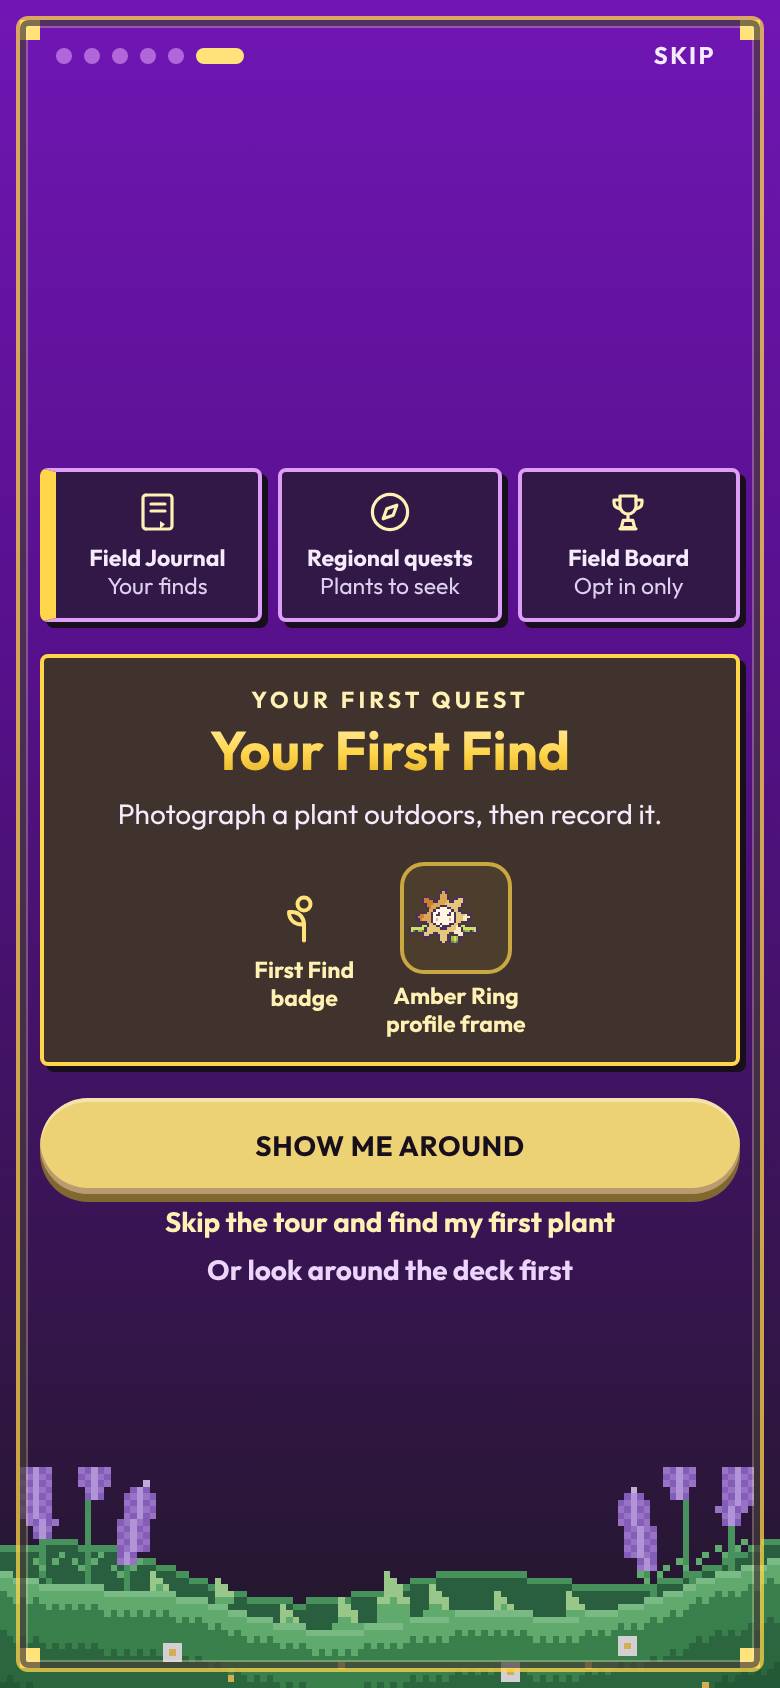 SKIP
Field Journal
Your finds
Regional quests
Plants to seek
Field Board
Opt in only
YOUR FIRST QUEST
Your First Find
Photograph a plant outdoors, then record it.
First Find
badge
Amber Ring
profile frame
SHOW ME AROUND
Skip the tour and find my first plant
Or look around the deck first